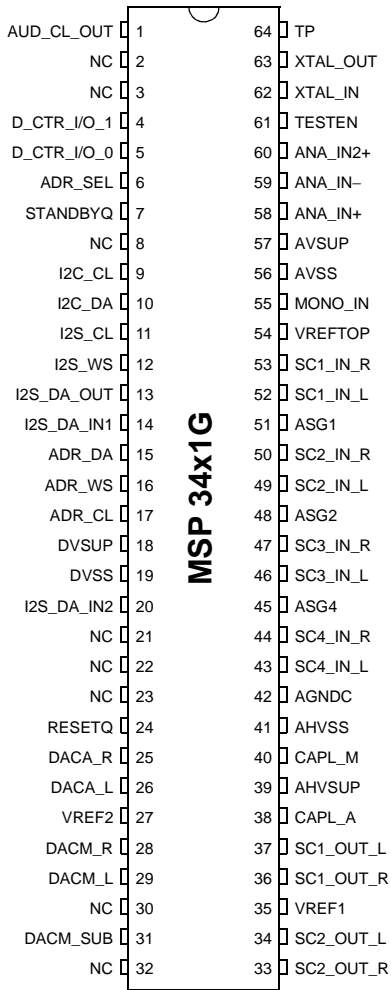 AUD_CL_OUT 1 64 TP
NC 2 63 XTAL_OUT
NC 3 62 XTAL_IN
D_CTR_I/O_1 4 61 TESTEN
D_CTR_I/O_0 5 60 ANA_IN2+
ADR_SEL 6 59 ANA_IN−
STANDBYQ 7 58 ANA_IN+
NC 8 57 AVSUP
I2C_CL 9 56 AVSS
I2C_DA 10 55 MONO_IN
I2S_CL 11 54 VREFTOP
I2S_WS 12 53 SC1_IN_R
I2S_DA_OUT 13 52 SC1_IN_L
I2S_DA_IN1 14 51 ASG1
ADR_DA 15 50 SC2_IN_R
ADR_WS 16 49 SC2_IN_L
ADR_CL 17 48 ASG2
DVSUP 18 47 SC3_IN_R
DVSS 19 46 SC3_IN_L
I2S_DA_IN2 20 45 ASG4
NC 21 44 SC4_IN_R
NC 22 43 SC4_IN_L
NC 23 42 AGNDC
RESETQ 24 41 AHVSS
DACA_R 25 40 CAPL_M
DACA_L 26 39 AHVSUP
VREF2 27 38 CAPL_A
DACM_R 28 37 SC1_OUT_L
DACM_L 29 36 SC1_OUT_R
NC 30 35 VREF1
DACM_SUB 31 34 SC2_OUT_L
NC 32 33 SC2_OUT_R
MSP 34x1G